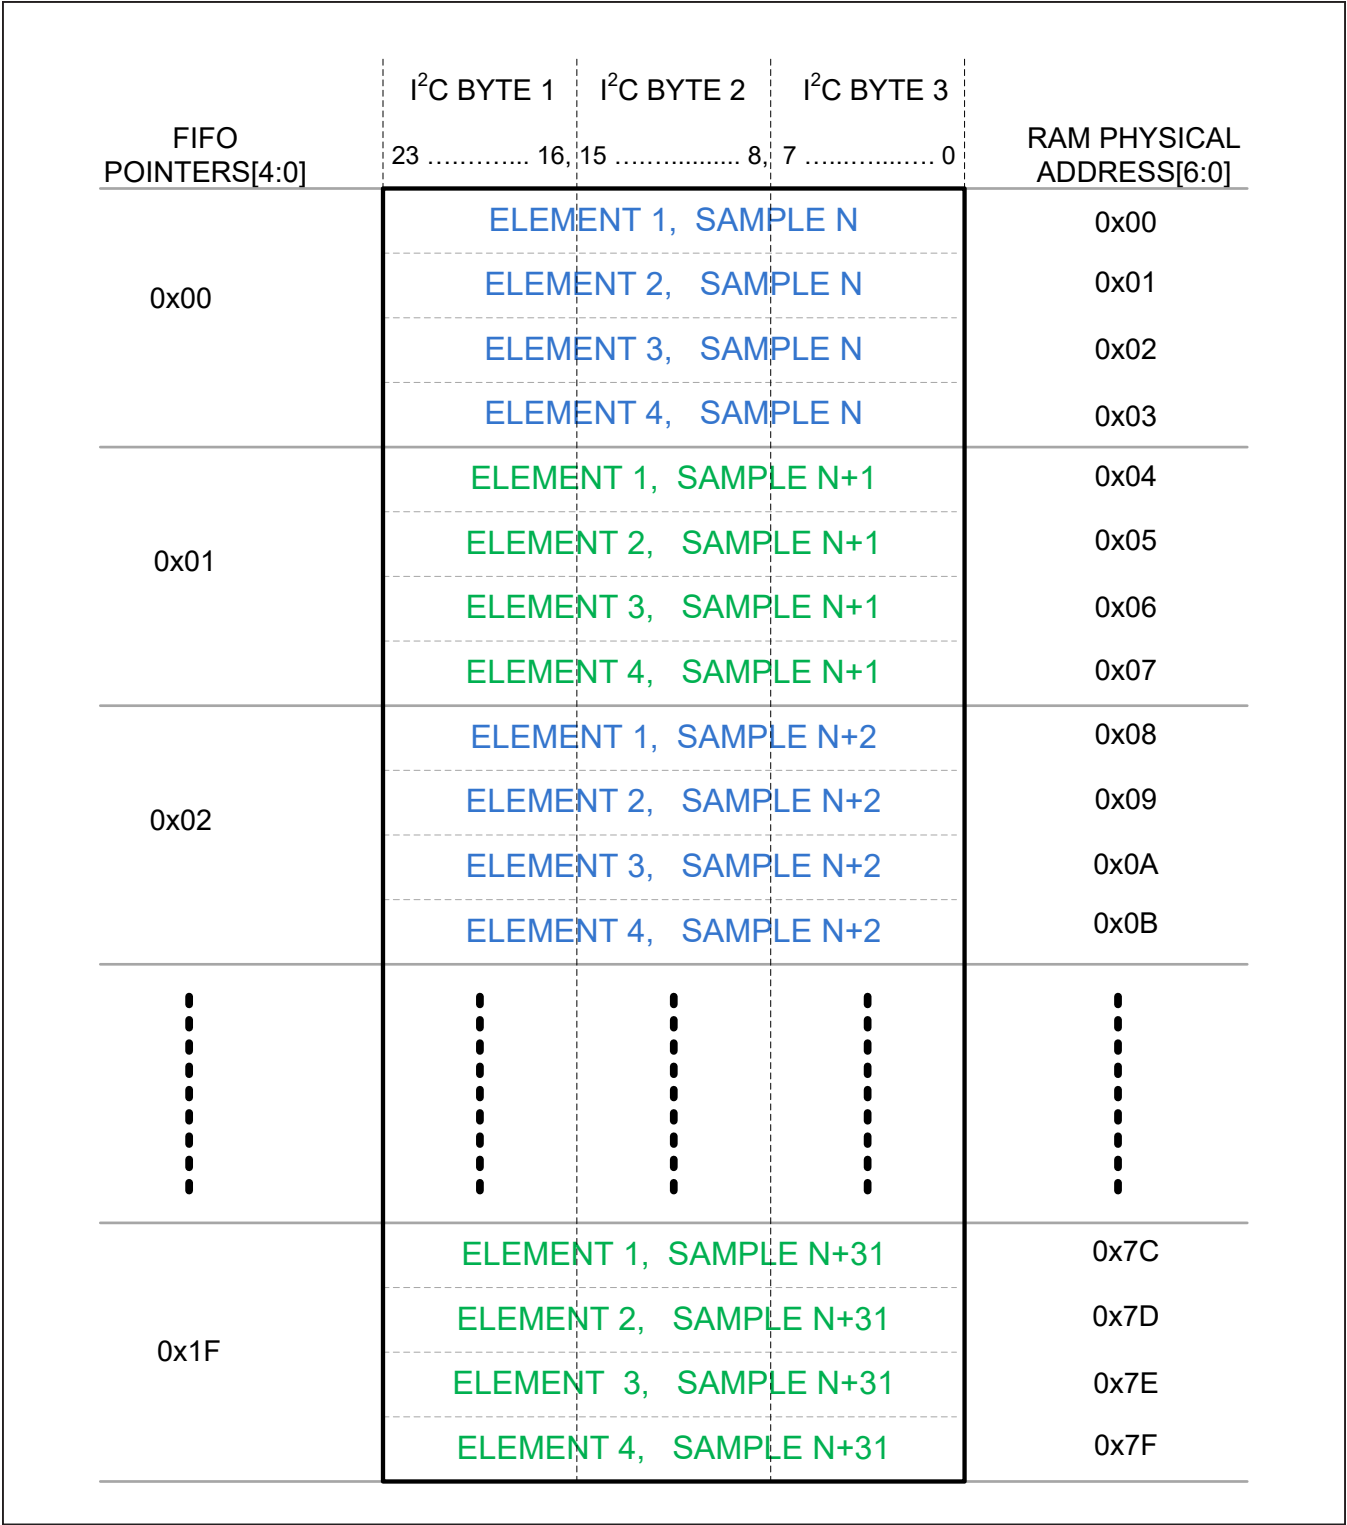 I²C BYTE 1 I²C BYTE 2 I²C BYTE 3
FIFO
POINTERS[4:0]
23 ............... 16, 15 .................. 8, 7 .................. 0
RAM PHYSICAL
ADDRESS[6:0]
0x00
ELEMENT 1, SAMPLE N 0x00
ELEMENT 2, SAMPLE N 0x01
ELEMENT 3, SAMPLE N 0x02
ELEMENT 4, SAMPLE N 0x03
0x01
ELEMENT 1, SAMPLE N+1 0x04
ELEMENT 2, SAMPLE N+1 0x05
ELEMENT 3, SAMPLE N+1 0x06
ELEMENT 4, SAMPLE N+1 0x07
0x02
ELEMENT 1, SAMPLE N+2 0x08
ELEMENT 2, SAMPLE N+2 0x09
ELEMENT 3, SAMPLE N+2 0x0A
ELEMENT 4, SAMPLE N+2 0x0B
0x1F
ELEMENT 1, SAMPLE N+31 0x7C
ELEMENT 2, SAMPLE N+31 0x7D
ELEMENT 3, SAMPLE N+31 0x7E
ELEMENT 4, SAMPLE N+31 0x7F